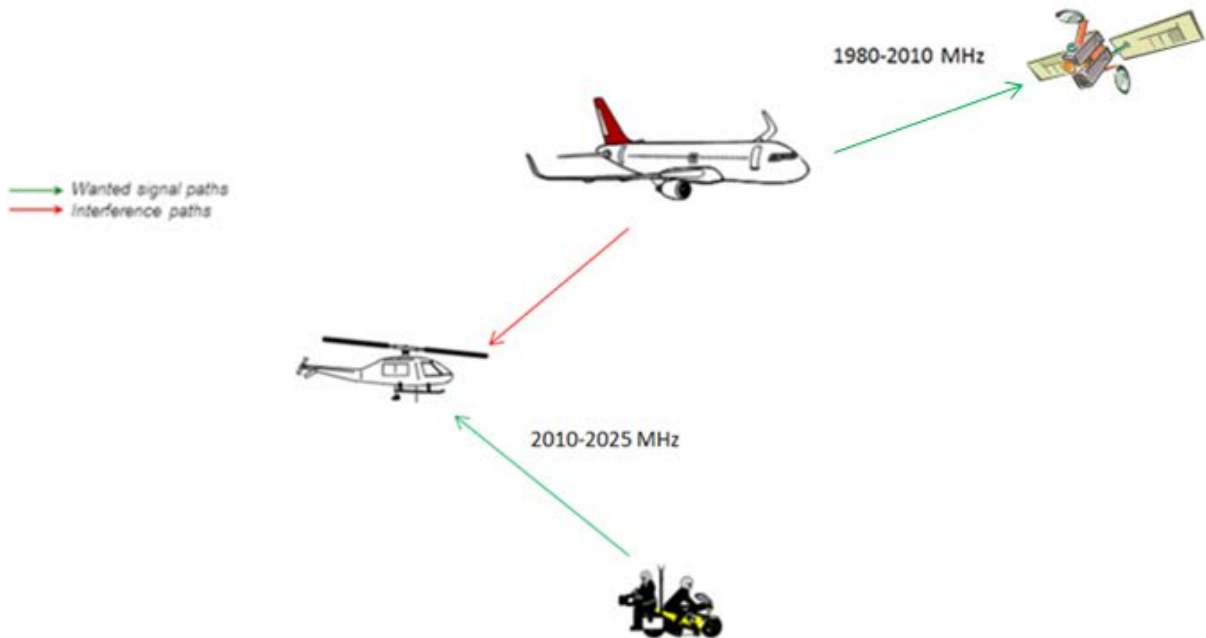 1980-2010 MHz
Wanted signal paths
Interference paths
2010-2025 MHz